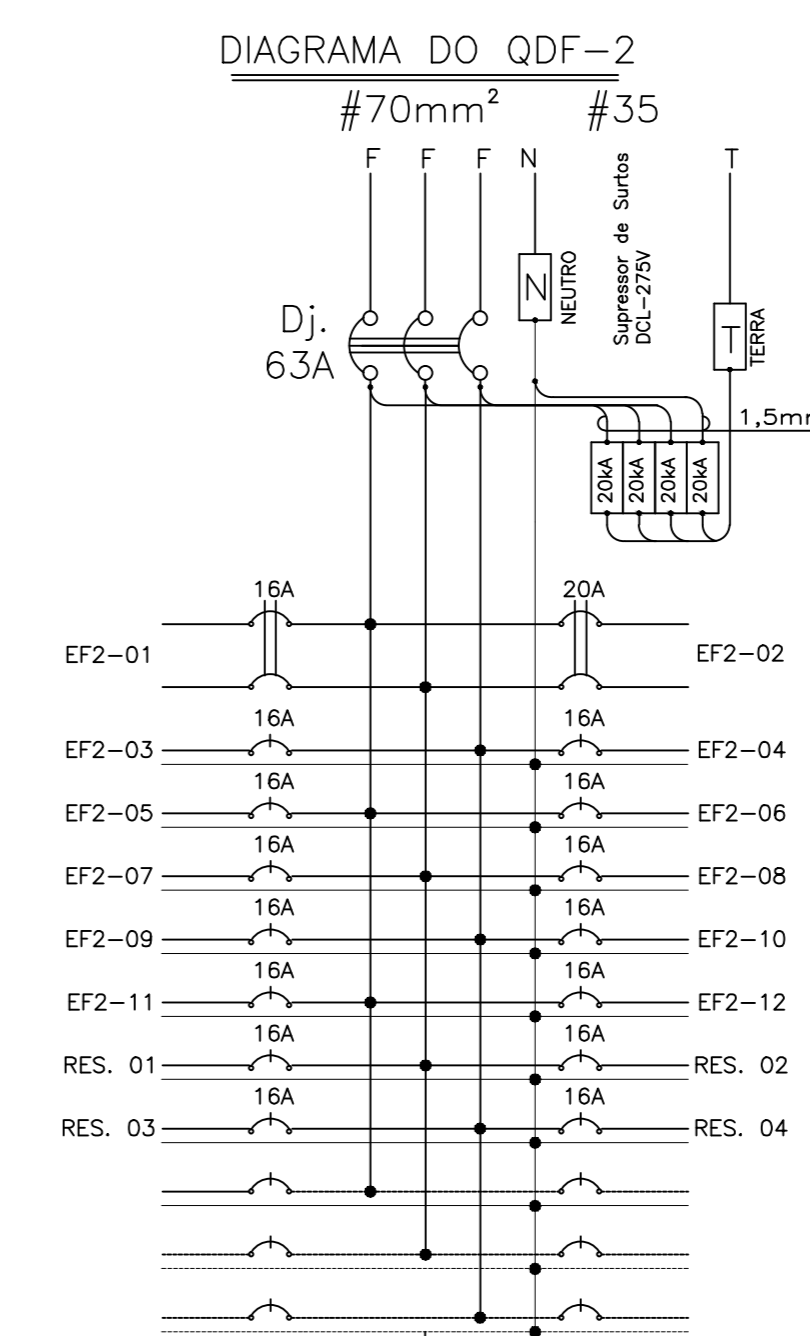 DIAGRAMA DO QDF-2
#70mm² #35
F F F N T
Supressor de Surtos
DCL-275V
N
NEUTRO
T
TERRA
Dj.
63A
20kA 20kA 20kA 20kA
16A 20A
EF2-01 EF2-02
16A 16A
EF2-03 EF2-04
16A 16A
EF2-05 EF2-06
16A 16A
EF2-07 EF2-08
16A 16A
EF2-09 EF2-10
16A 16A
EF2-11 EF2-12
16A 16A
RES. 01 RES. 02
16A 16A
RES. 03 RES. 04